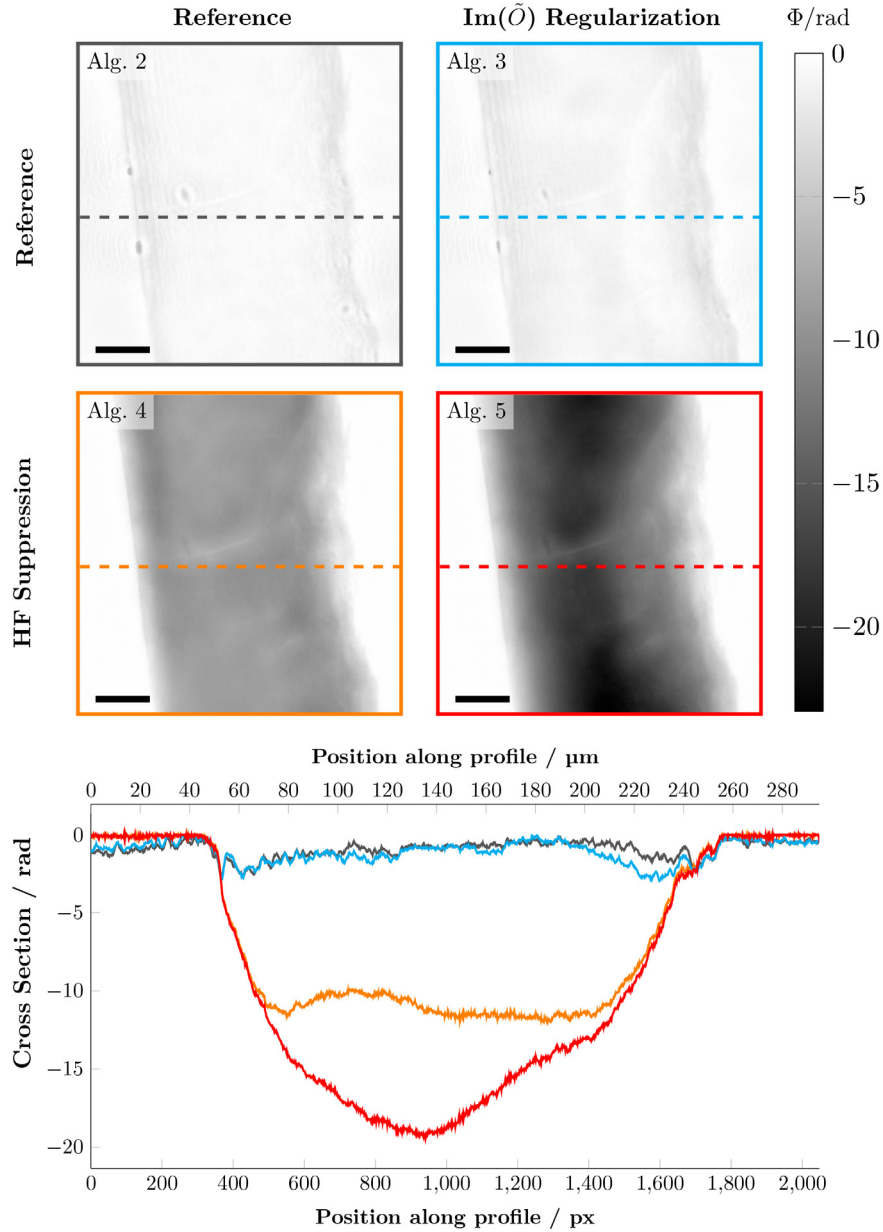 Reference
Im(Õ) Regularization
Φ/rad
Reference
Alg. 2
Alg. 3
HF Suppression
Alg. 4
Alg. 5
0
−5
−10
−15
−20
Position along profile / µm
0 20 40 60 80 100 120 140 160 180 200 220 240 260 280
Cross Section / rad
0
−5
−10
−15
−20
0 200 400 600 800 1,000 1,200 1,400 1,600 1,800 2,000
Position along profile / px